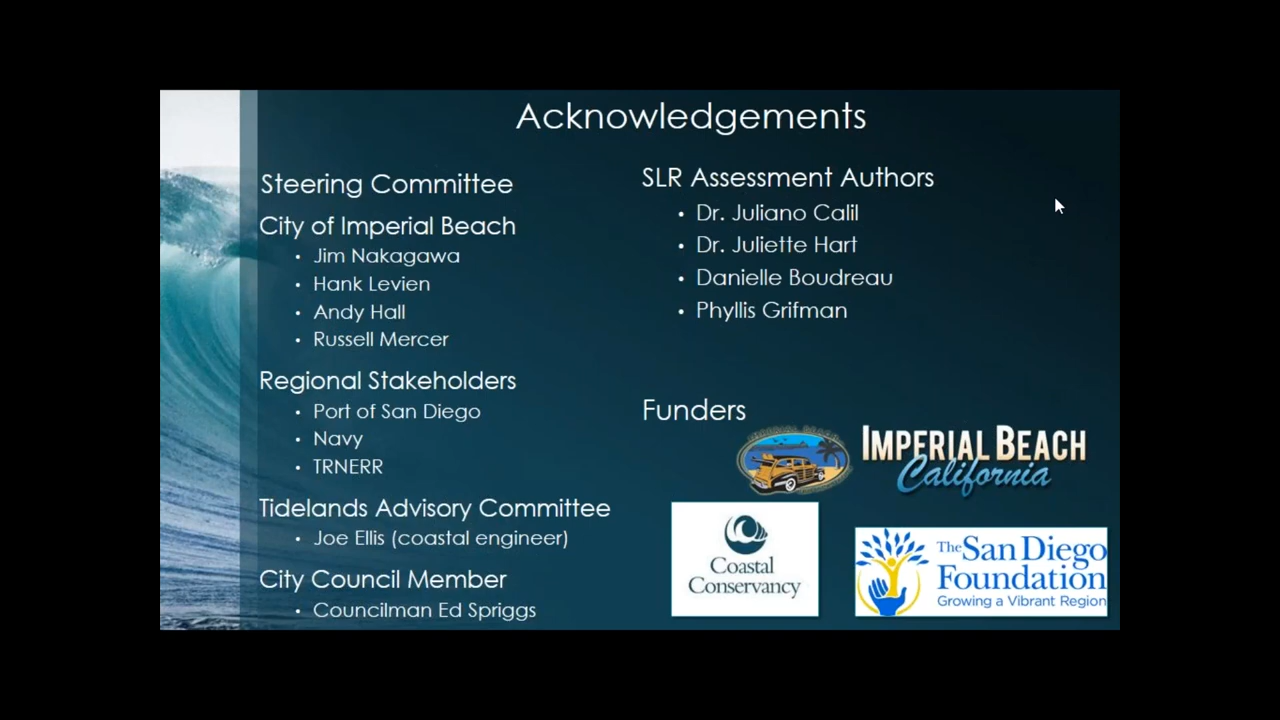 Acknowledgements
Steering Committee
City of Imperial Beach
• Jim Nakagawa
• Hank Levien
• Andy Hall
• Russell Mercer
Regional Stakeholders
• Port of San Diego
• Navy
• TRNERR
Tidelands Advisory Committee
• Joe Ellis (coastal engineer)
City Council Member
• Councilman Ed Spriggs
SLR Assessment Authors
• Dr. Juliano Calil
• Dr. Juliette Hart
• Danielle Boudreau
• Phyllis Grifman
Funders
IMPERIAL BEACH
California
Coastal
Conservancy
The San Diego
Foundation
Growing a Vibrant Region